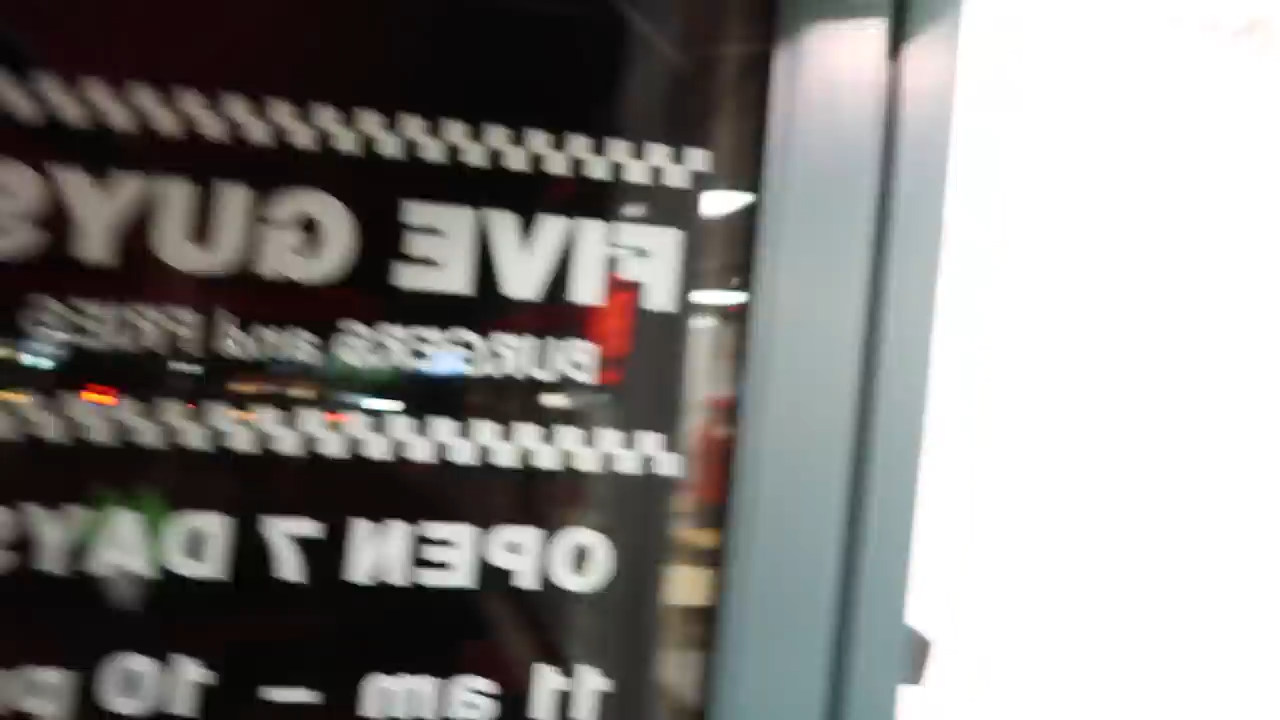 FIVE GUYS
BURGERS and FRIES
OPEN 7 DAYS
11 am – 10 p